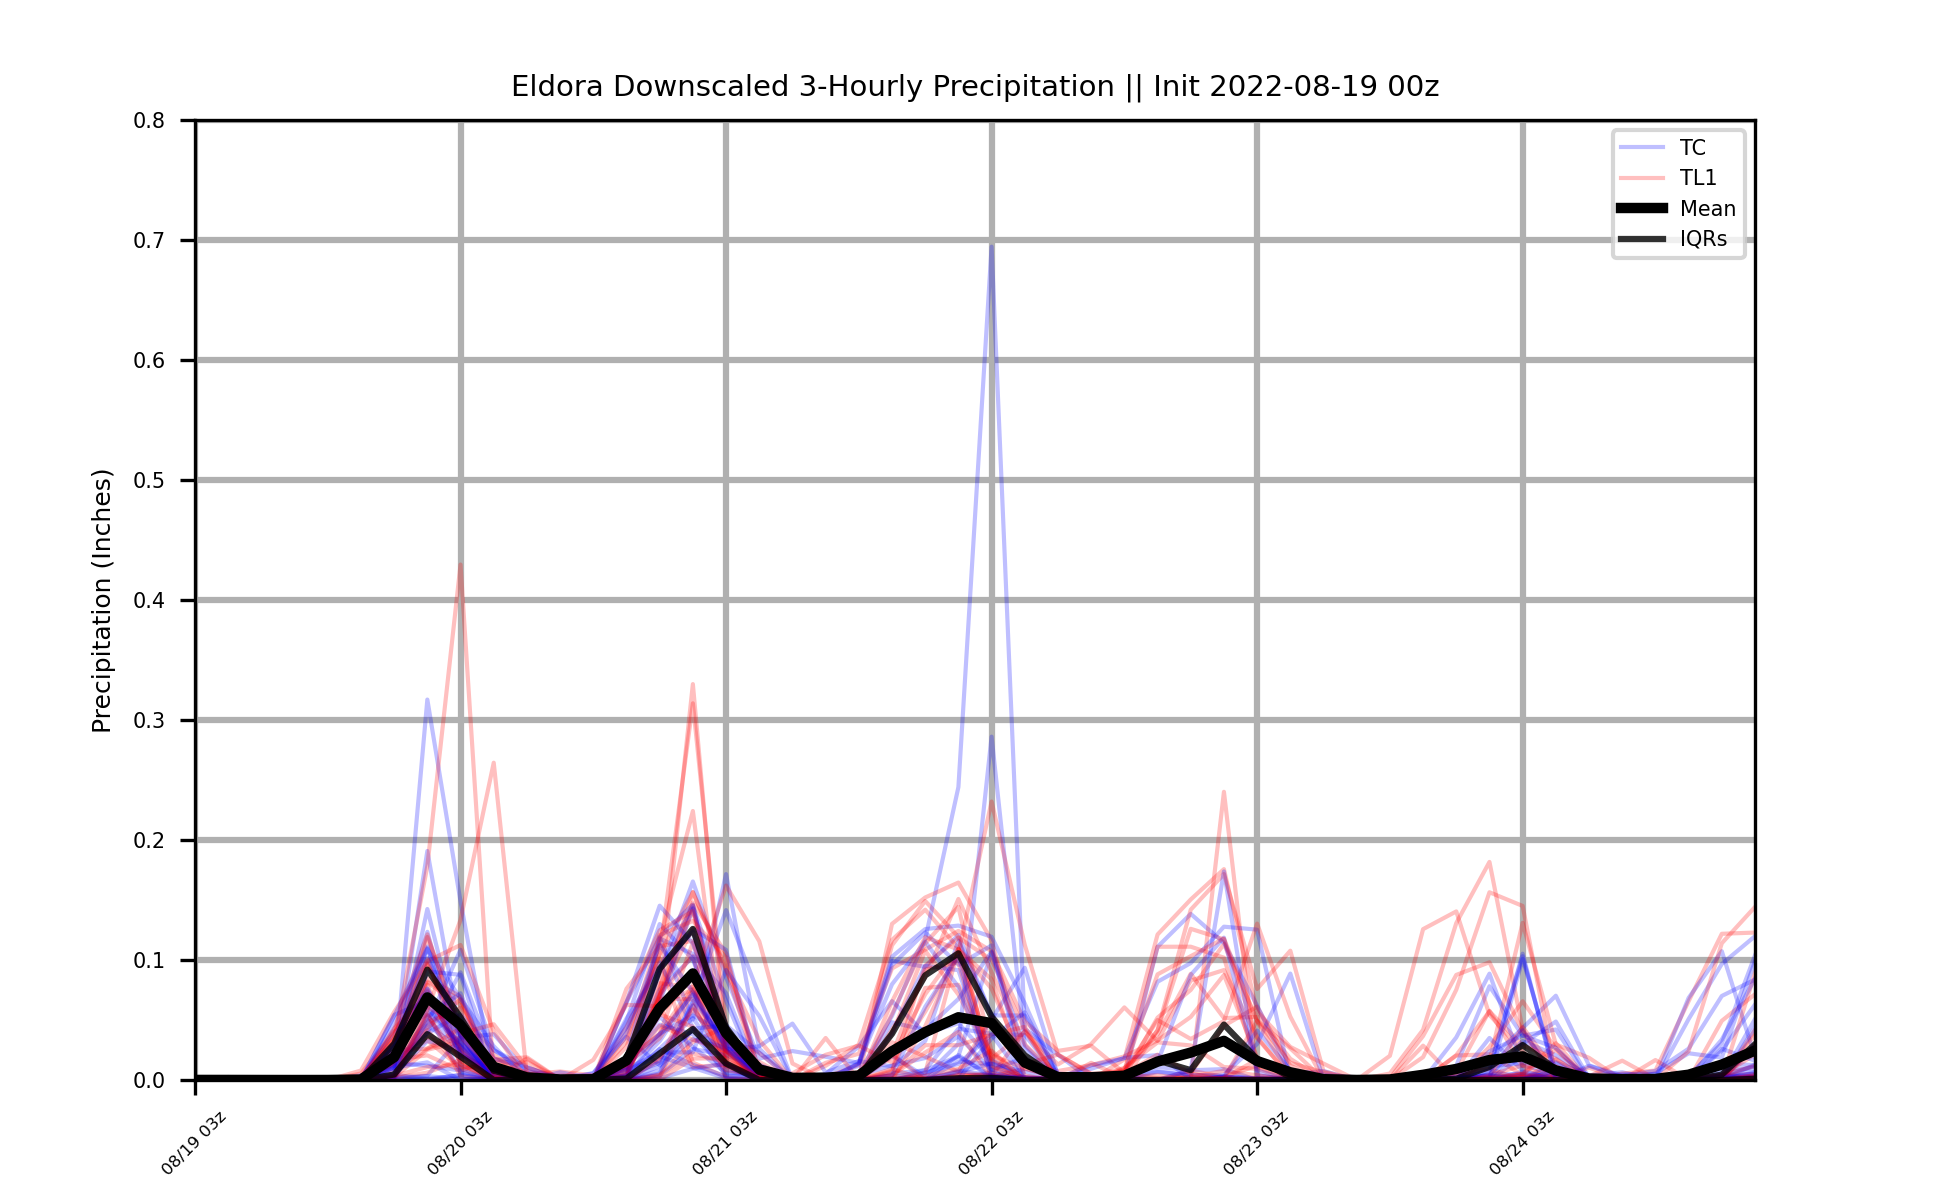 Eldora Downscaled 3-Hourly Precipitation || Init 2022-08-19 00z
Precipitation (Inches)
0.8
0.7
0.6
0.5
0.4
0.3
0.2
0.1
0.0
TC
TL1
Mean
IQRs
08/19 03z
08/20 03z
08/21 03z
08/22 03z
08/23 03z
08/24 03z